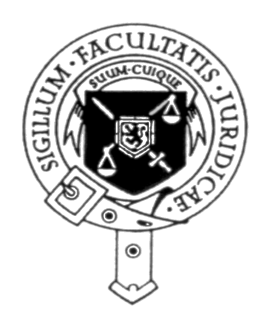 SIGILLUM · FACULTATIS · JURIDICAE ·
SUUM · CUIQUE